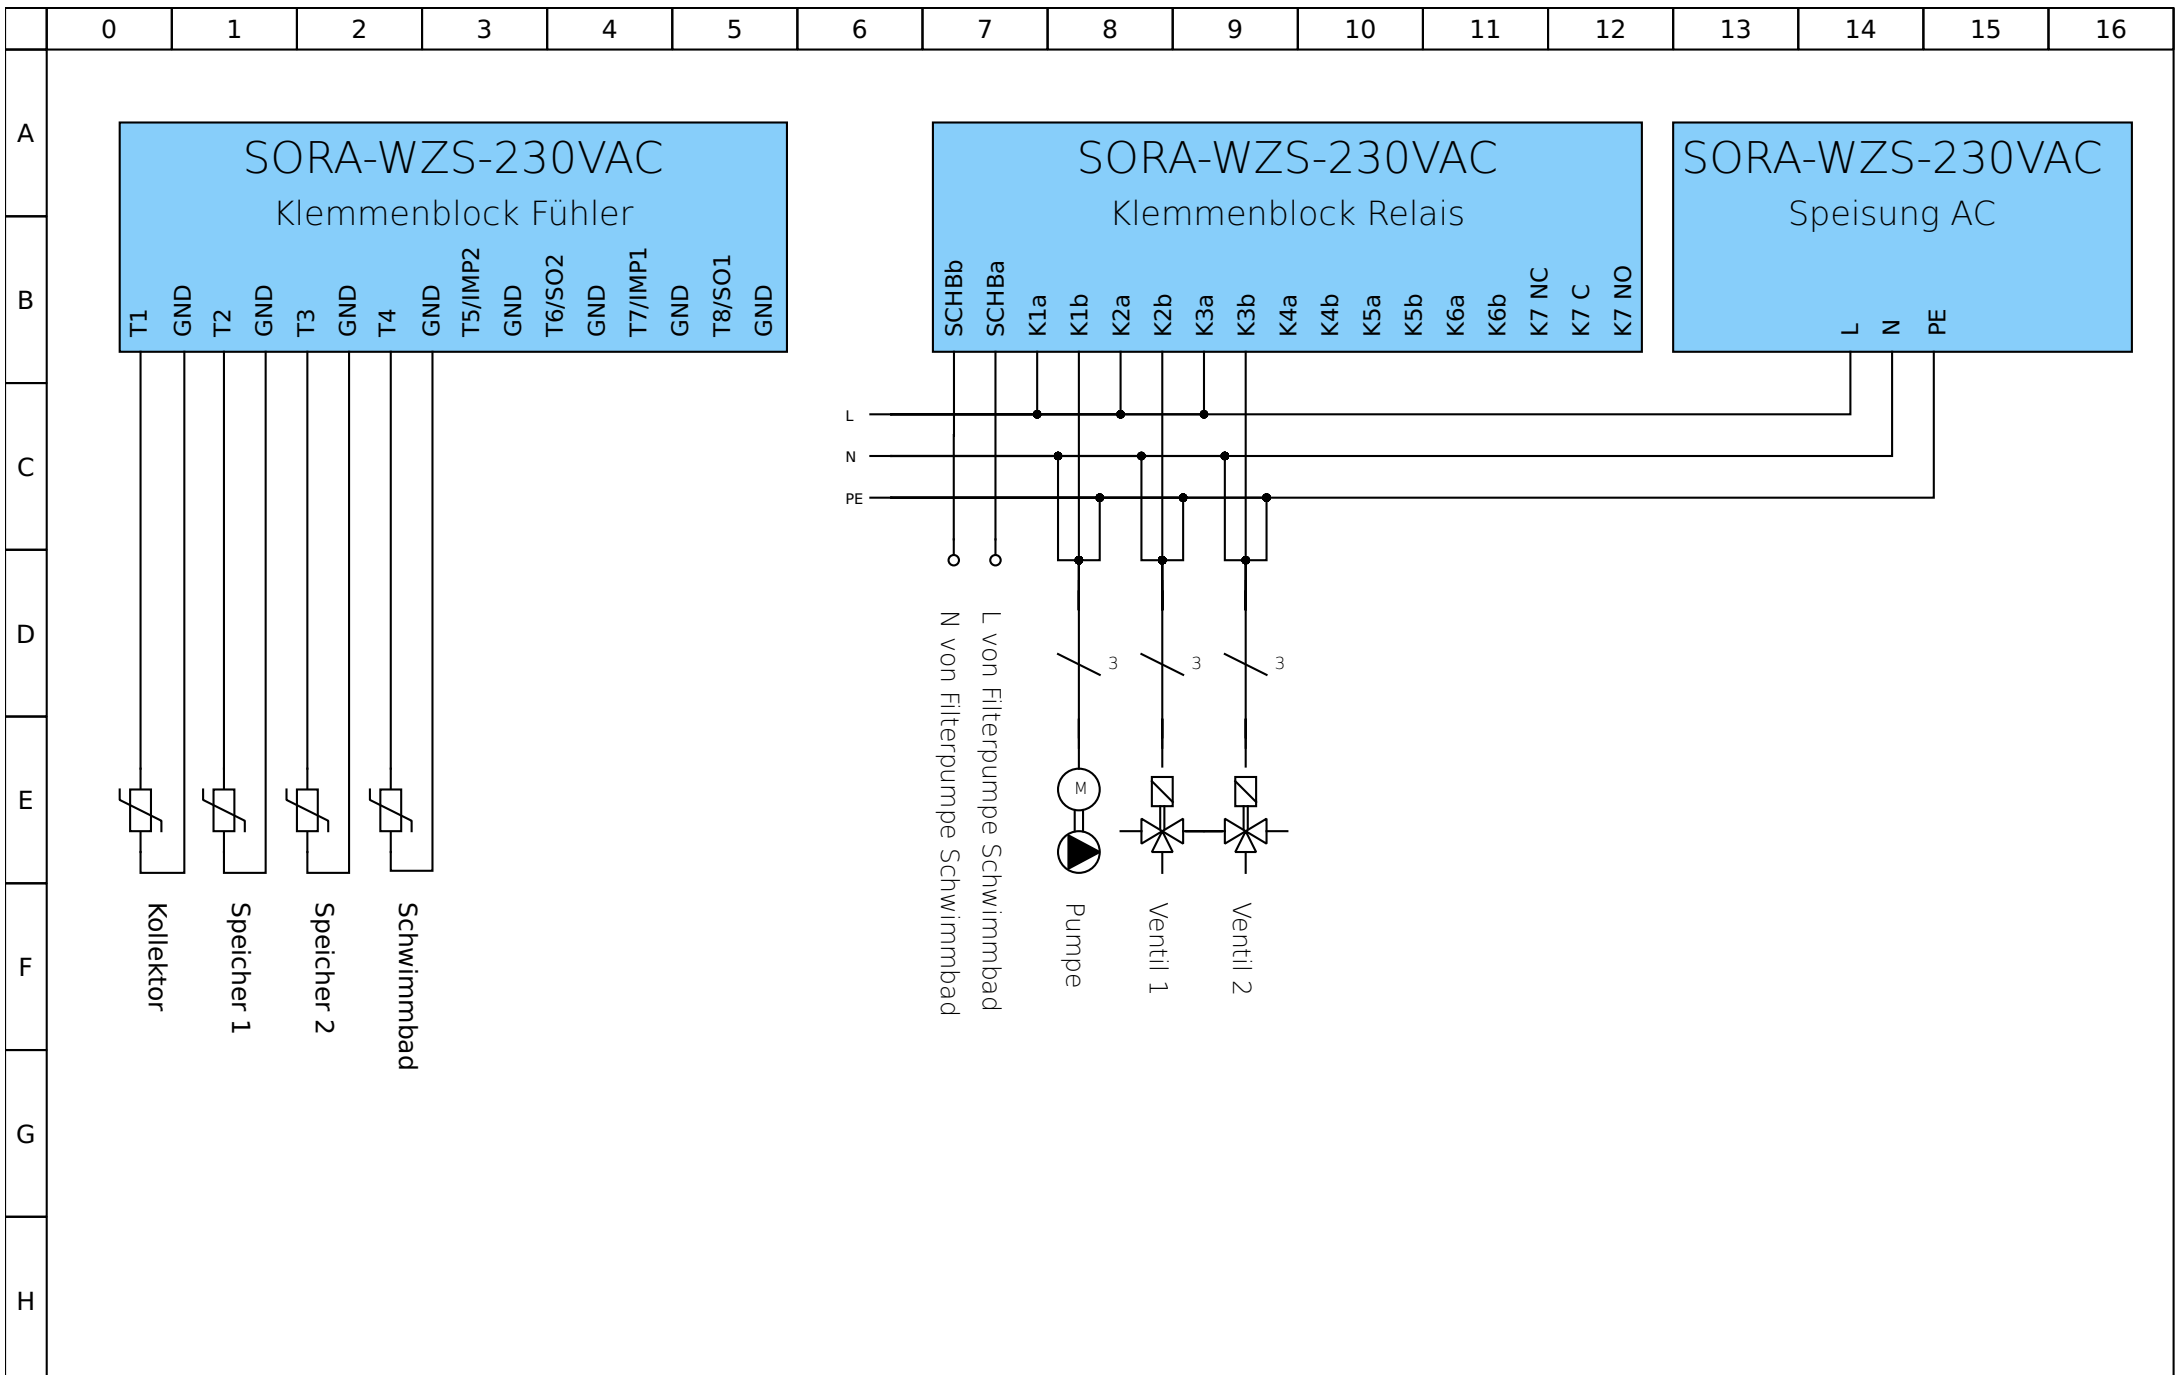 0 1 2 3 4 5 6 7 8 9 10 11 12 13 14 15 16
A
B
C
D
E
F
G
H
SORA-WZS-230VAC
Klemmenblock Fühler
T1
GND
T2
GND
T3
GND
T4
GND
T5/IMP2
GND
T6/SO2
GND
T7/IMP1
GND
T8/SO1
GND
SORA-WZS-230VAC
Klemmenblock Relais
SCHBb
SCHBa
K1a
K1b
K2a
K2b
K3a
K3b
K4a
K4b
K5a
K5b
K6a
K6b
K7 NC
K7 C
K7 NO
SORA-WZS-230VAC
Speisung AC
L
N
PE
L
N
PE
N von Filterpumpe Schwimmbad
L von Filterpumpe Schwimmbad
3
3
3
M
Kollektor
Speicher 1
Speicher 2
Schwimmbad
Pumpe
Ventil 1
Ventil 2